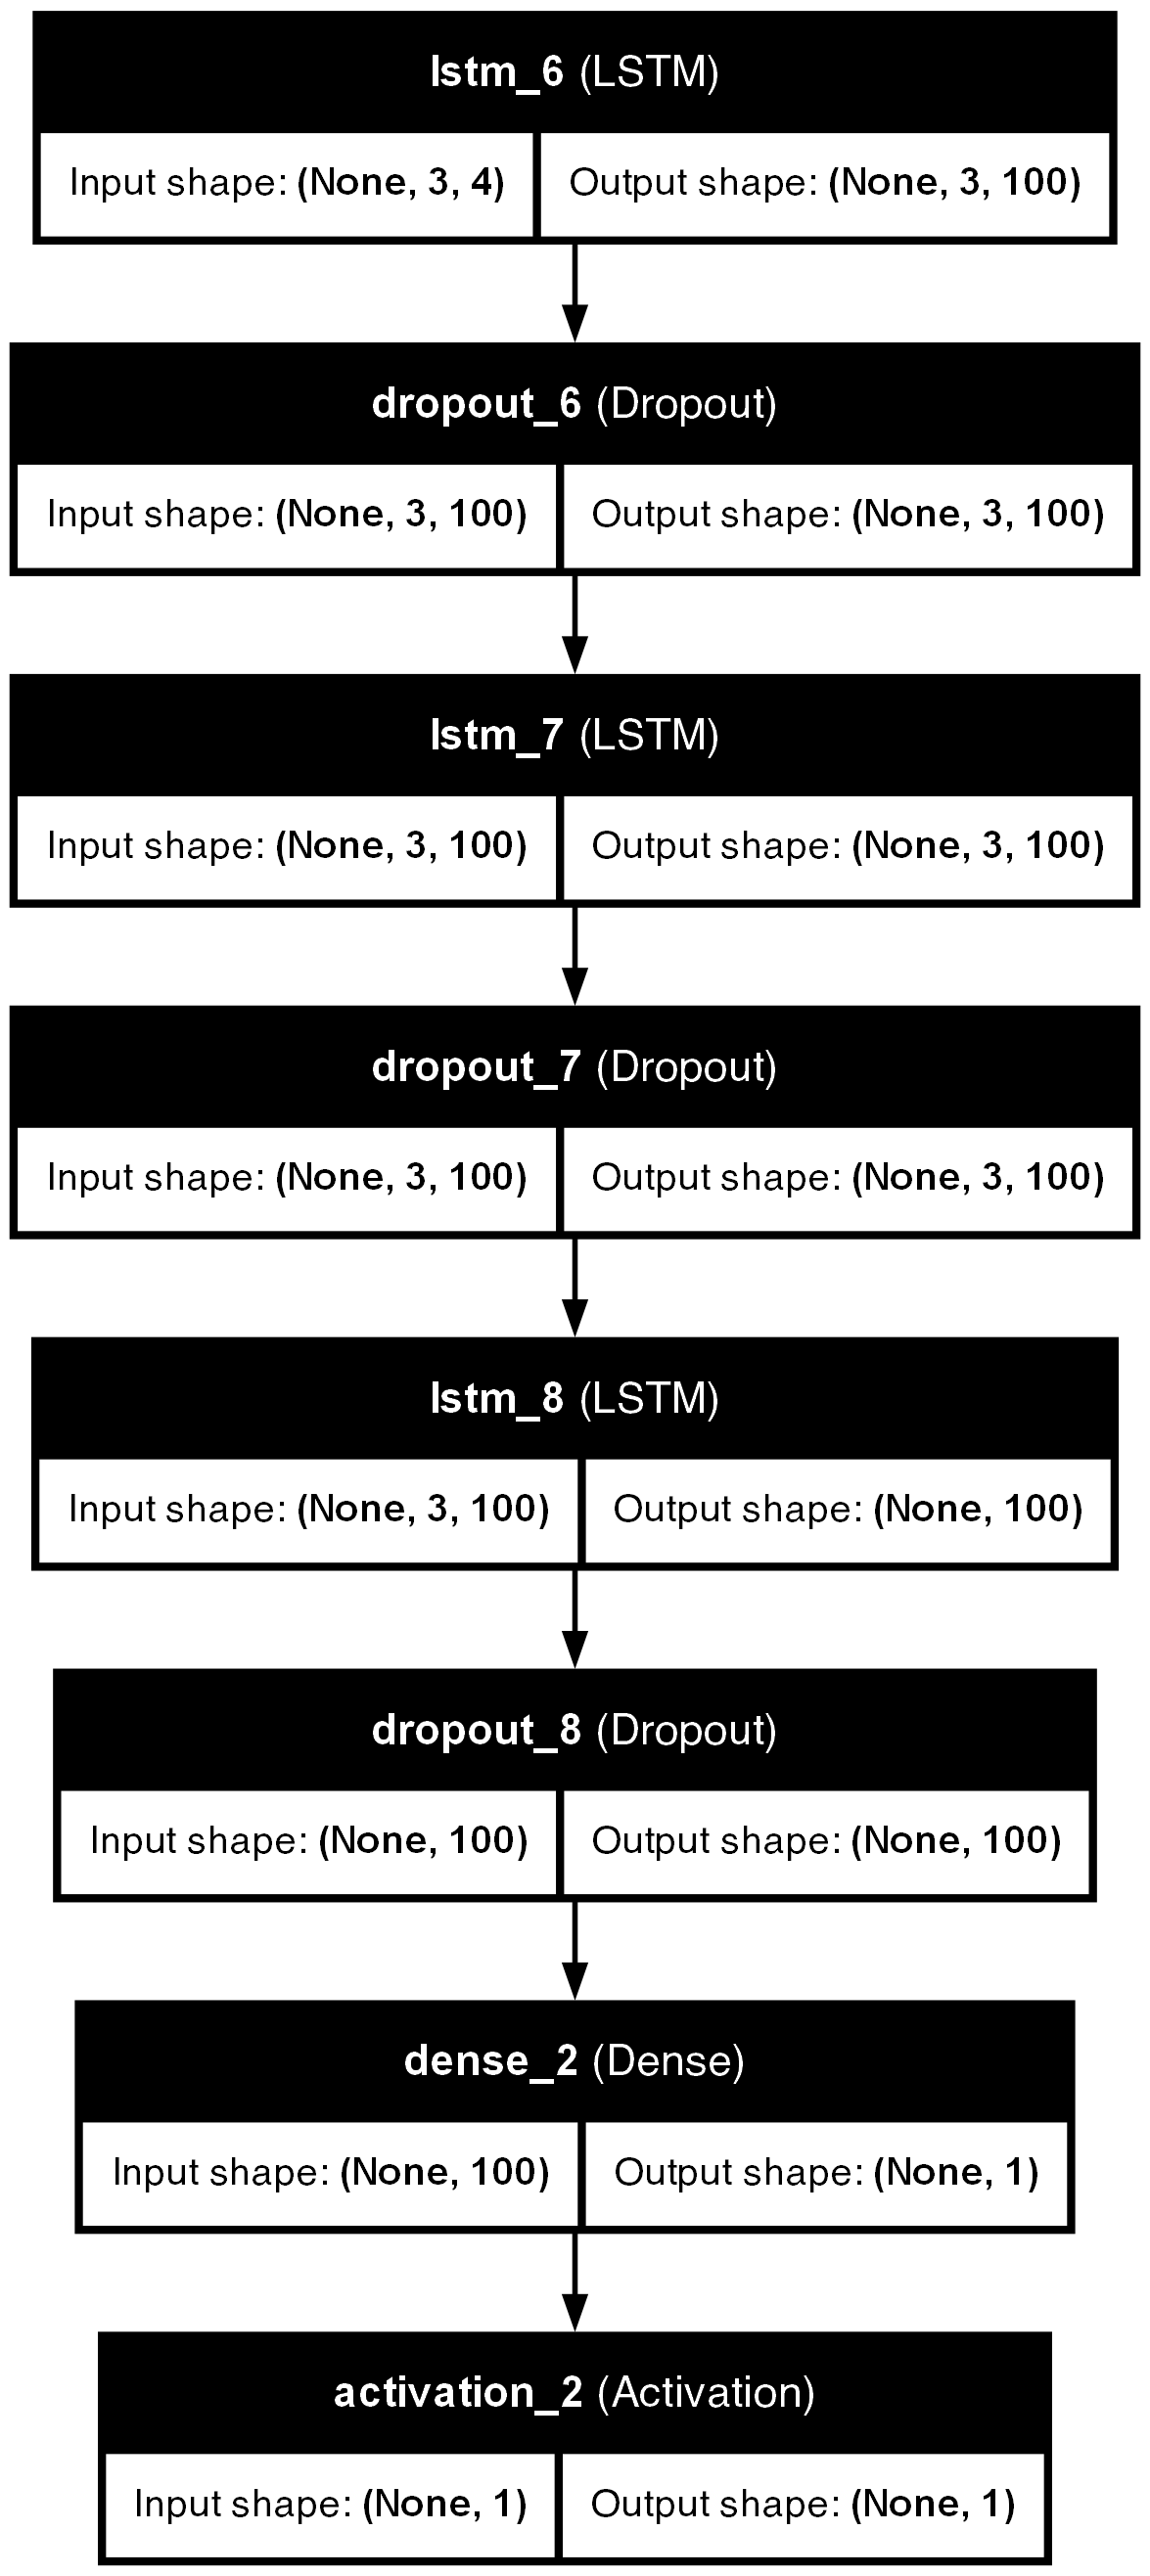 lstm_6 (LSTM)
Input shape: (None, 3, 4) Output shape: (None, 3, 100)
dropout_6 (Dropout)
Input shape: (None, 3, 100) Output shape: (None, 3, 100)
lstm_7 (LSTM)
Input shape: (None, 3, 100) Output shape: (None, 3, 100)
dropout_7 (Dropout)
Input shape: (None, 3, 100) Output shape: (None, 3, 100)
lstm_8 (LSTM)
Input shape: (None, 3, 100) Output shape: (None, 100)
dropout_8 (Dropout)
Input shape: (None, 100) Output shape: (None, 100)
dense_2 (Dense)
Input shape: (None, 100) Output shape: (None, 1)
activation_2 (Activation)
Input shape: (None, 1) Output shape: (None, 1)